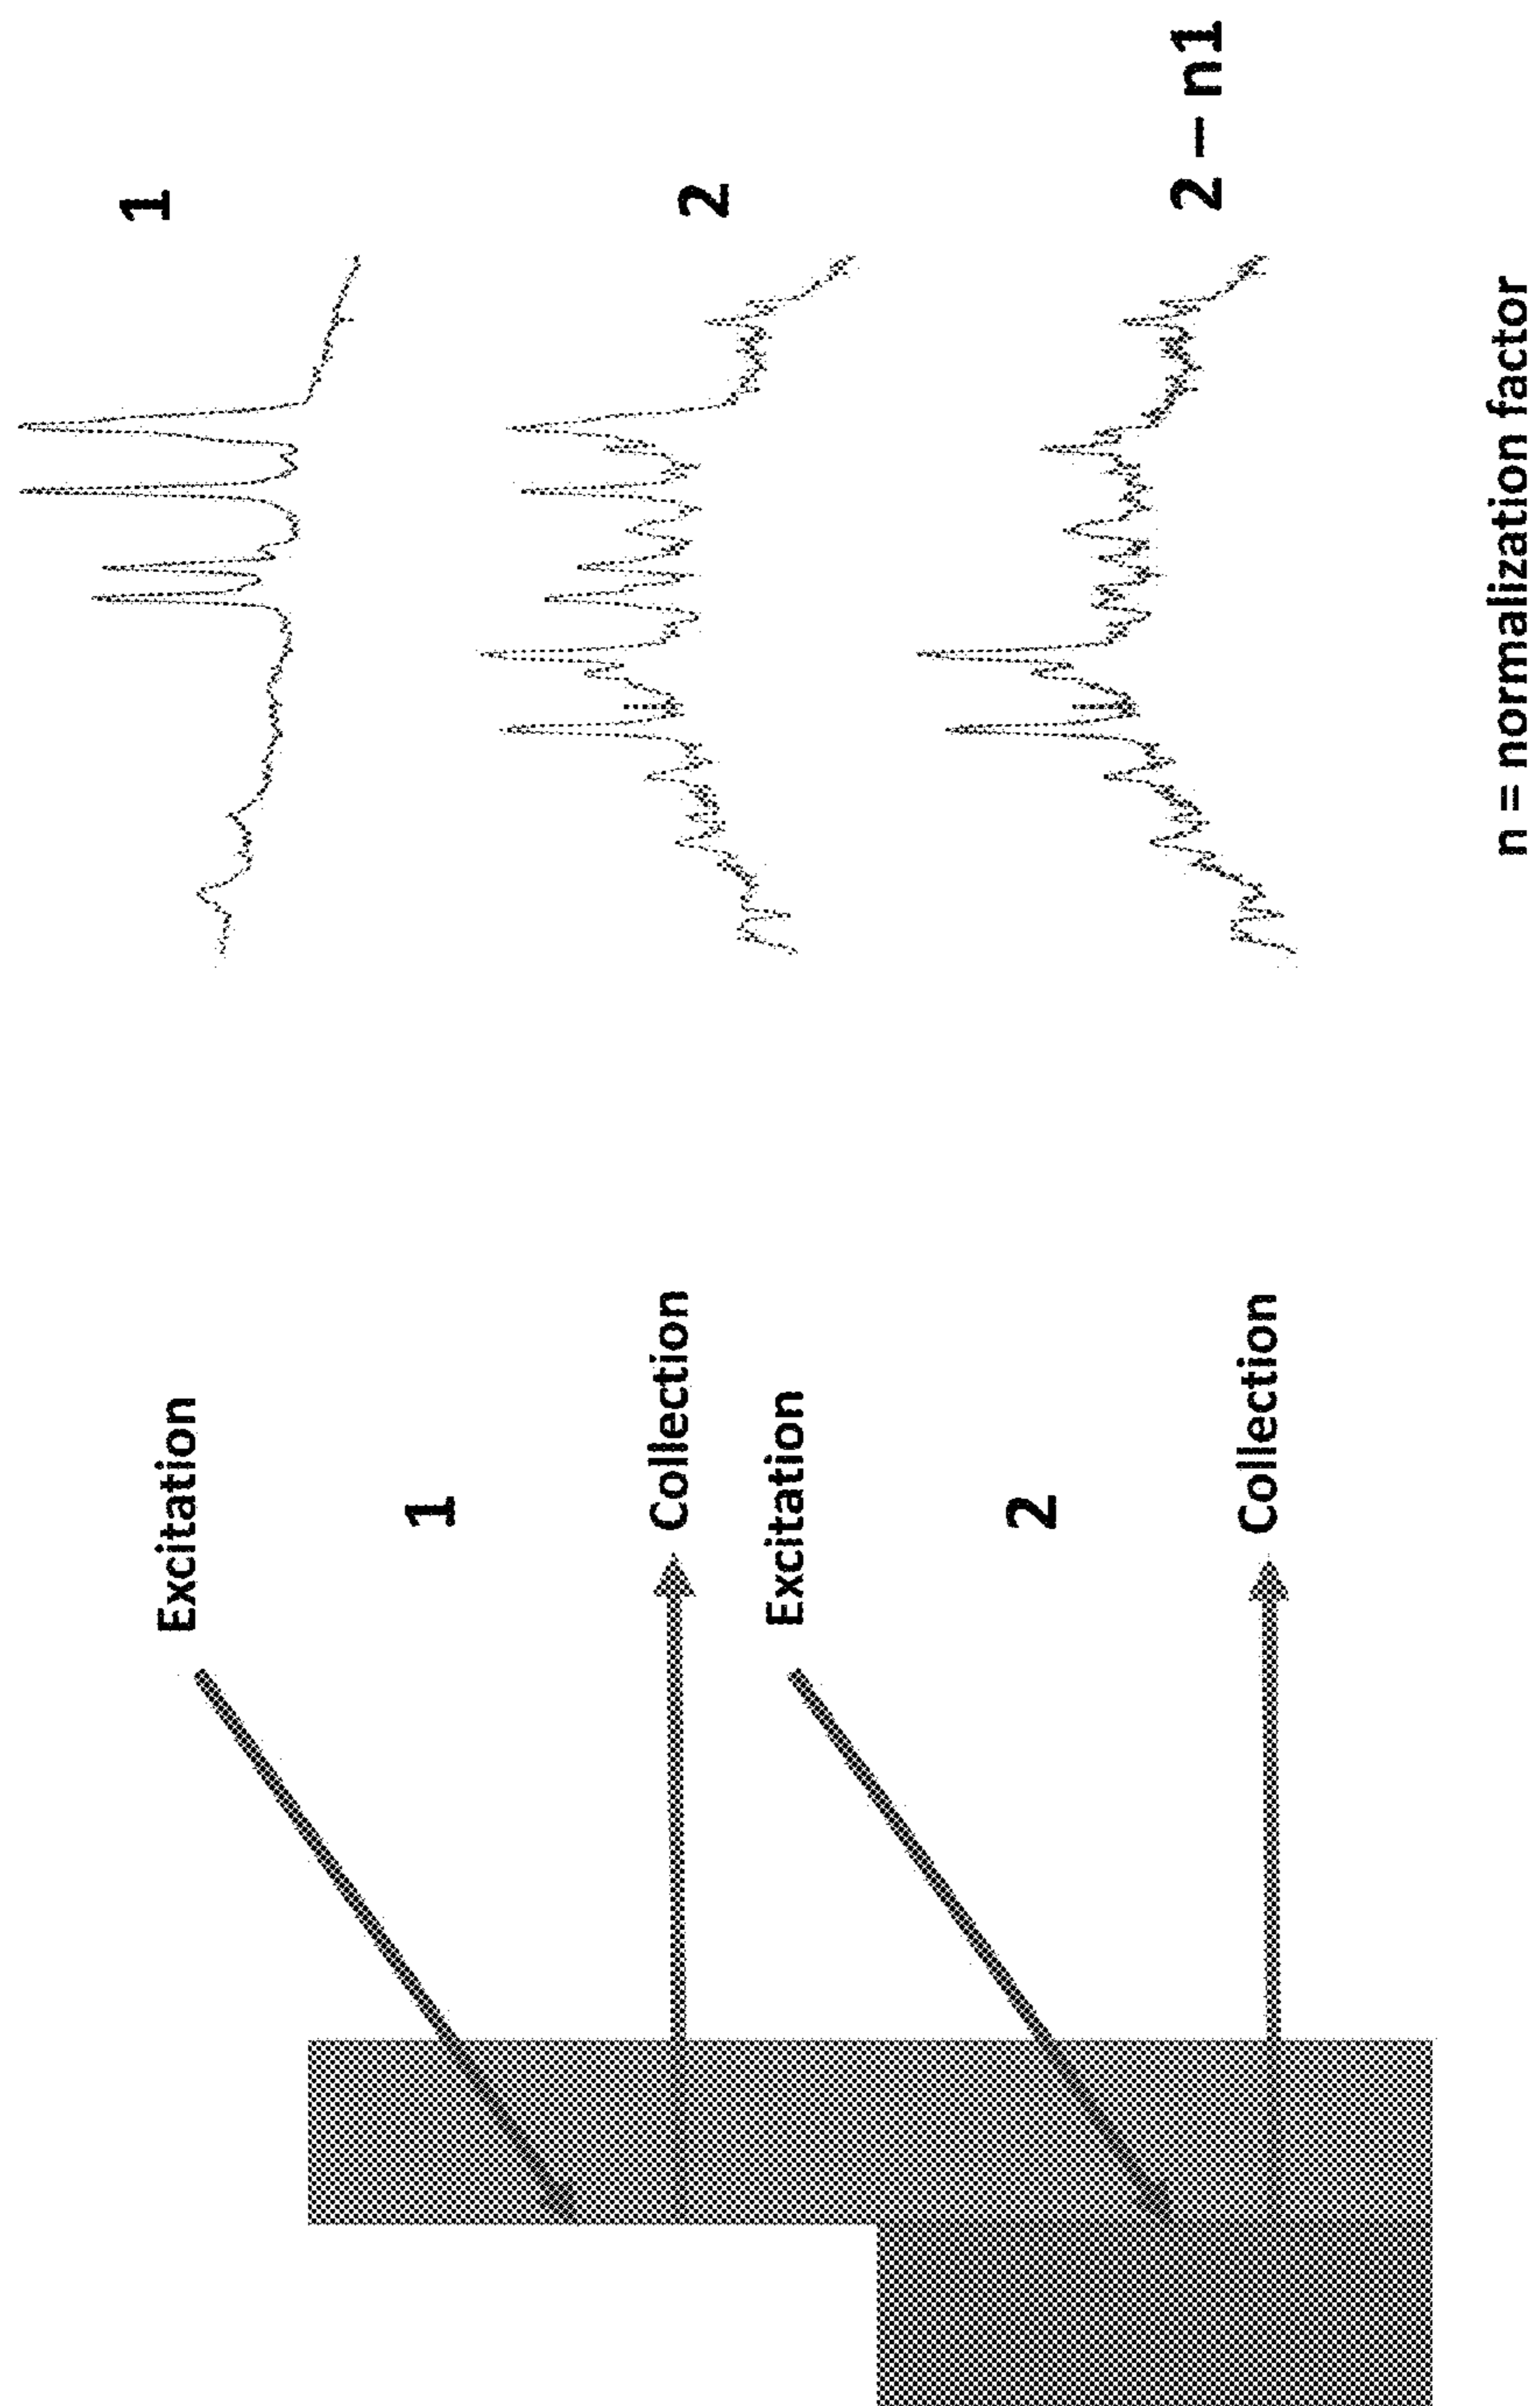 Excitation
1
Collection
Excitation
2
Collection
1
2
2 – n1
n = normalization factor